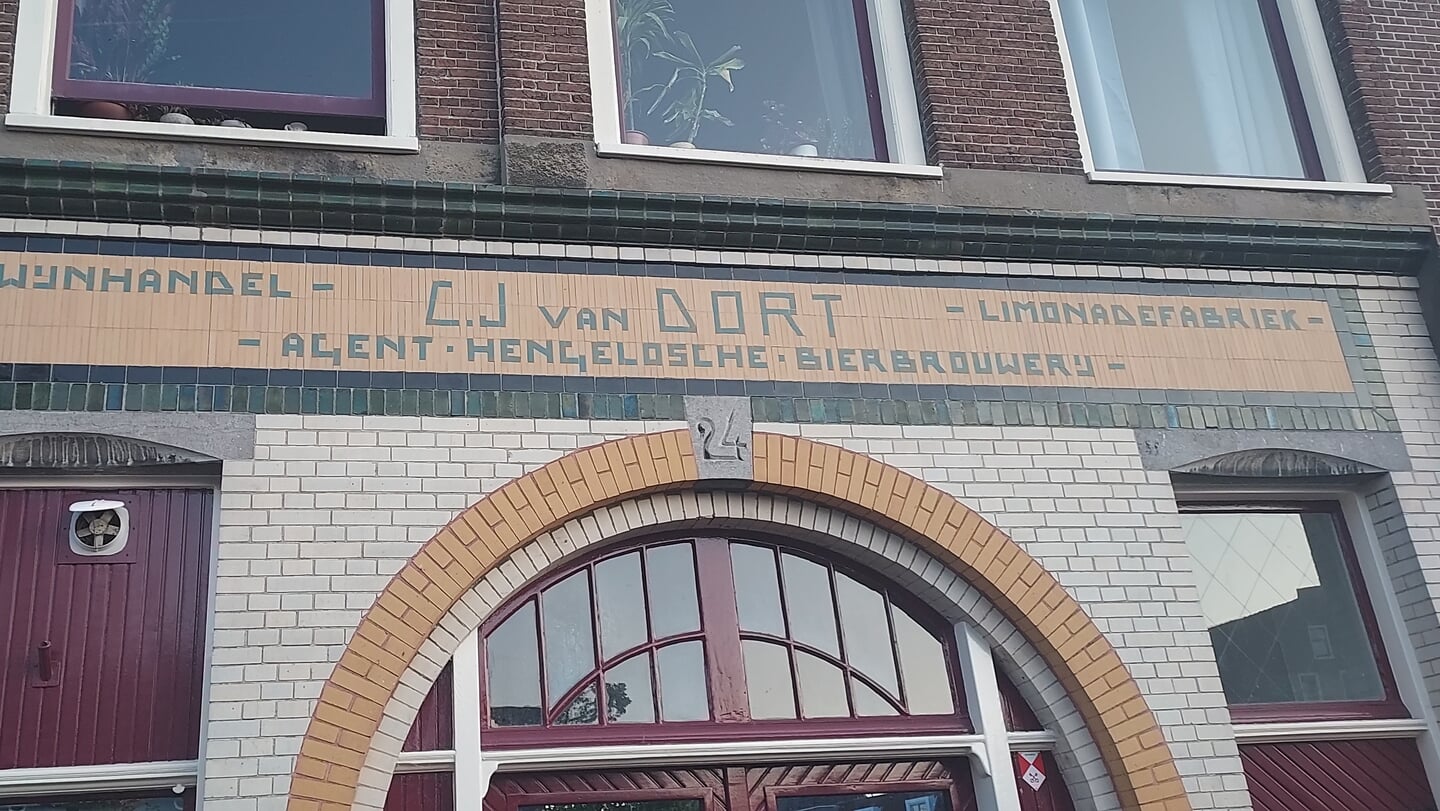 WIJNHANDEL - C.J VAN DORT - LIMONADEFABRIEK -
- AGENT · HENGELOSCHE · BIERBROUWERIJ -
24